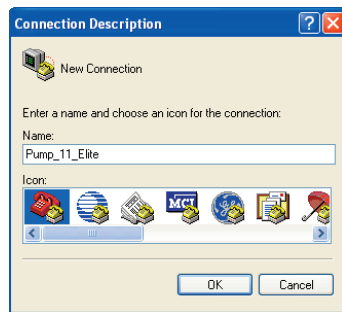 Connection Description
New Connection
Enter a name and choose an icon for the connection:
Name:
Pump_11_Elite
Icon:
MCI
OK
Cancel